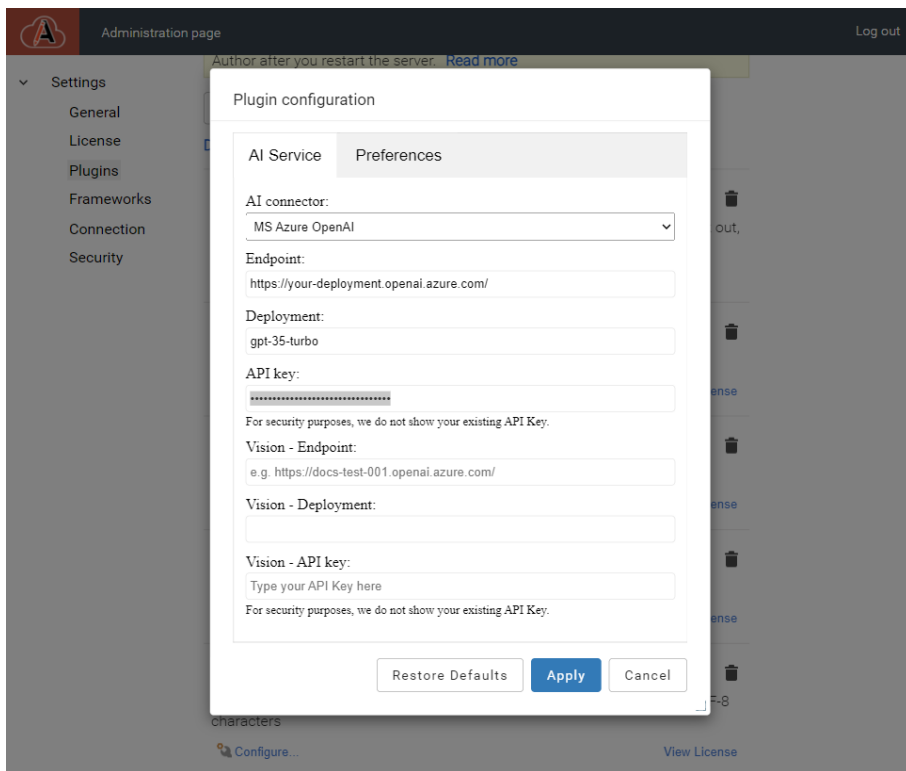 Administration page
Log out
Author after you restart the server. Read more
Settings
General
License
Plugins
Frameworks
Connection
Security
Plugin configuration
AI Service
Preferences
AI connector:
MS Azure OpenAI
out,
Endpoint:
https://your-deployment.openai.azure.com/
Deployment:
gpt-35-turbo
API key:
••••••••••••••••••••••••••••••••
ense
For security purposes, we do not show your existing API Key.
Vision - Endpoint:
e.g. https://docs-test-001.openai.azure.com/
Vision - Deployment:
ense
Vision - API key:
Type your API Key here
For security purposes, we do not show your existing API Key.
ense
Restore Defaults
Apply
Cancel
F-8
characters
Configure...
View License